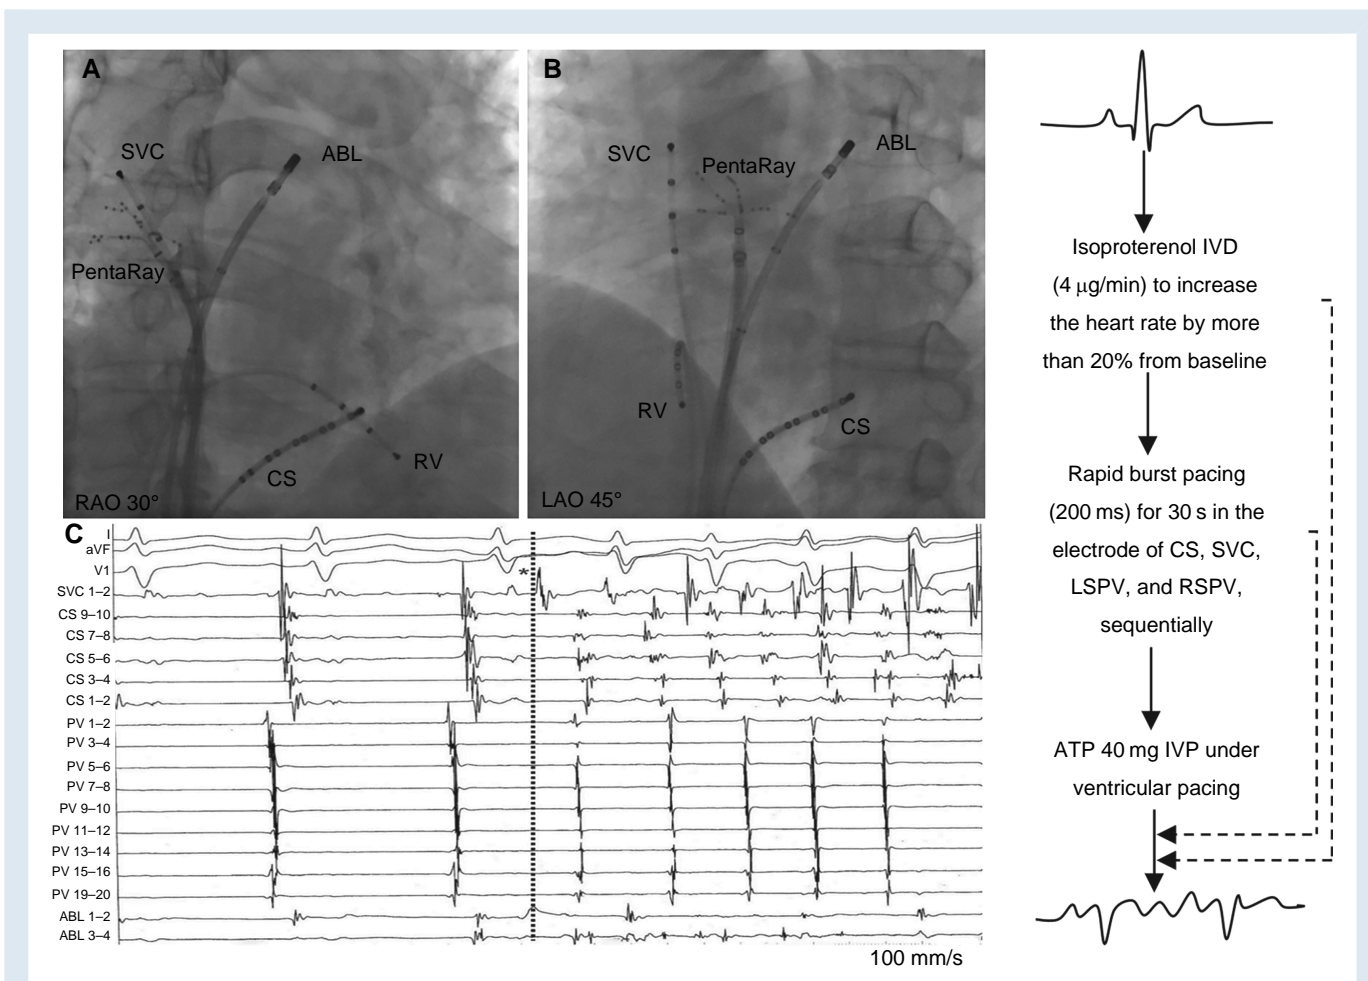 A
SVC
ABL
PentaRay
CS
RV
RAO 30°
B
SVC
PentaRay
ABL
RV
CS
LAO 45°
C
I
aVF
V1
*
SVC 1–2
CS 9–10
CS 7–8
CS 5–6
CS 3–4
CS 1–2
PV 1–2
PV 3–4
PV 5–6
PV 7–8
PV 9–10
PV 11–12
PV 13–14
PV 15–16
PV 19–20
ABL 1–2
ABL 3–4
100 mm/s
Isoproterenol IVD
(4 μg/min) to increase
the heart rate by more
than 20% from baseline
Rapid burst pacing
(200 ms) for 30 s in the
electrode of CS, SVC,
LSPV, and RSPV,
sequentially
ATP 40 mg IVP under
ventricular pacing